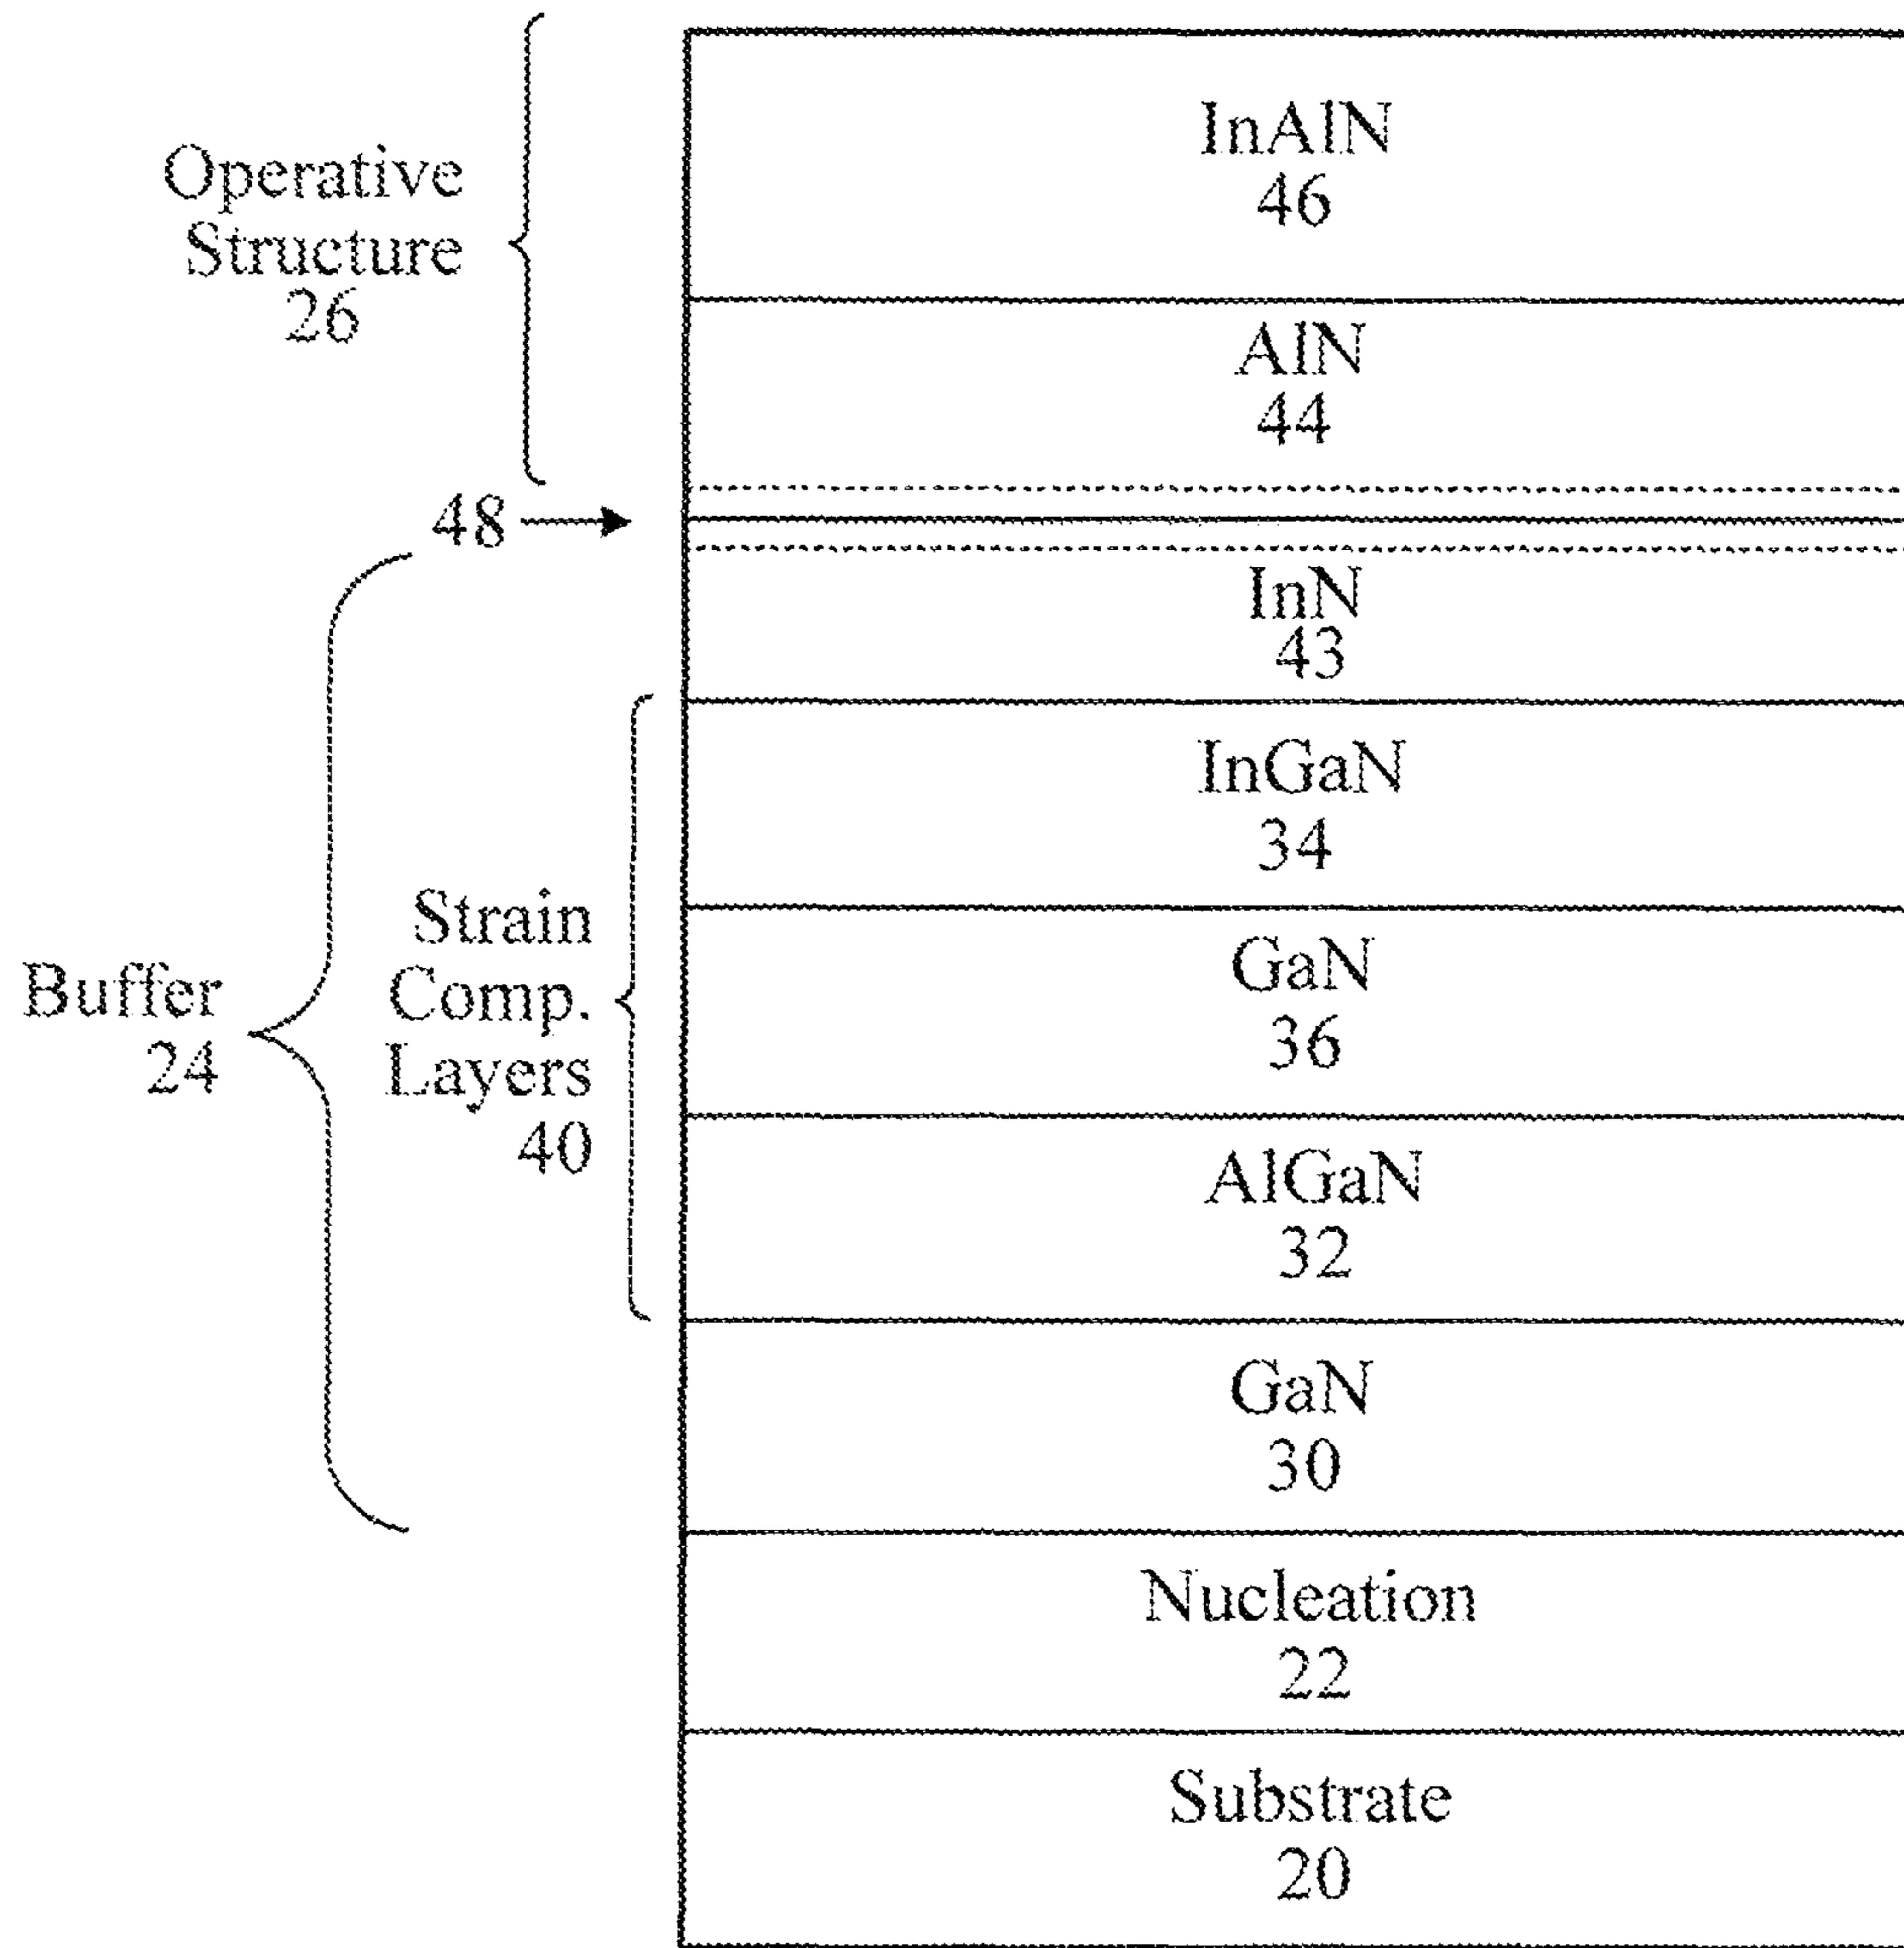 Operative
Structure
26
InAlN
46
AlN
44
48
InN
43
Buffer
24
Strain
Comp.
Layers
40
InGaN
34
GaN
36
AlGaN
32
GaN
30
Nucleation
22
Substrate
20